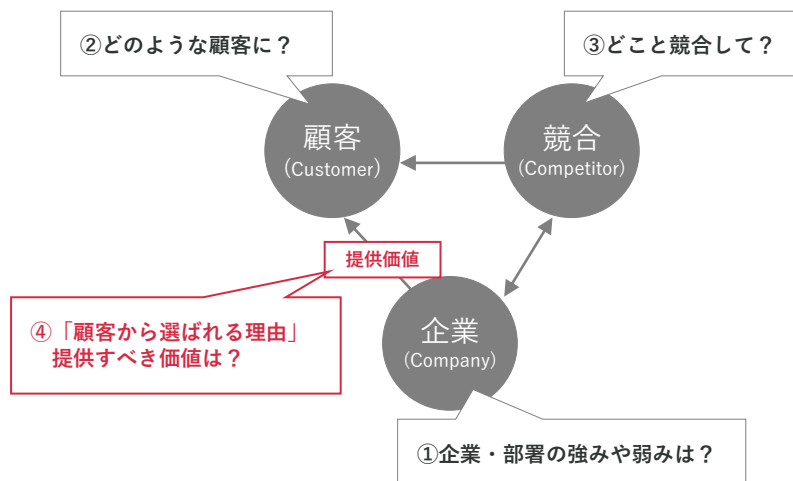 ②どのような顧客に？
③どこと競合して？
顧客
(Customer)
競合
(Competitor)
提供価値
④「顧客から選ばれる理由」
提供すべき価値は？
企業
(Company)
①企業・部署の強みや弱みは？